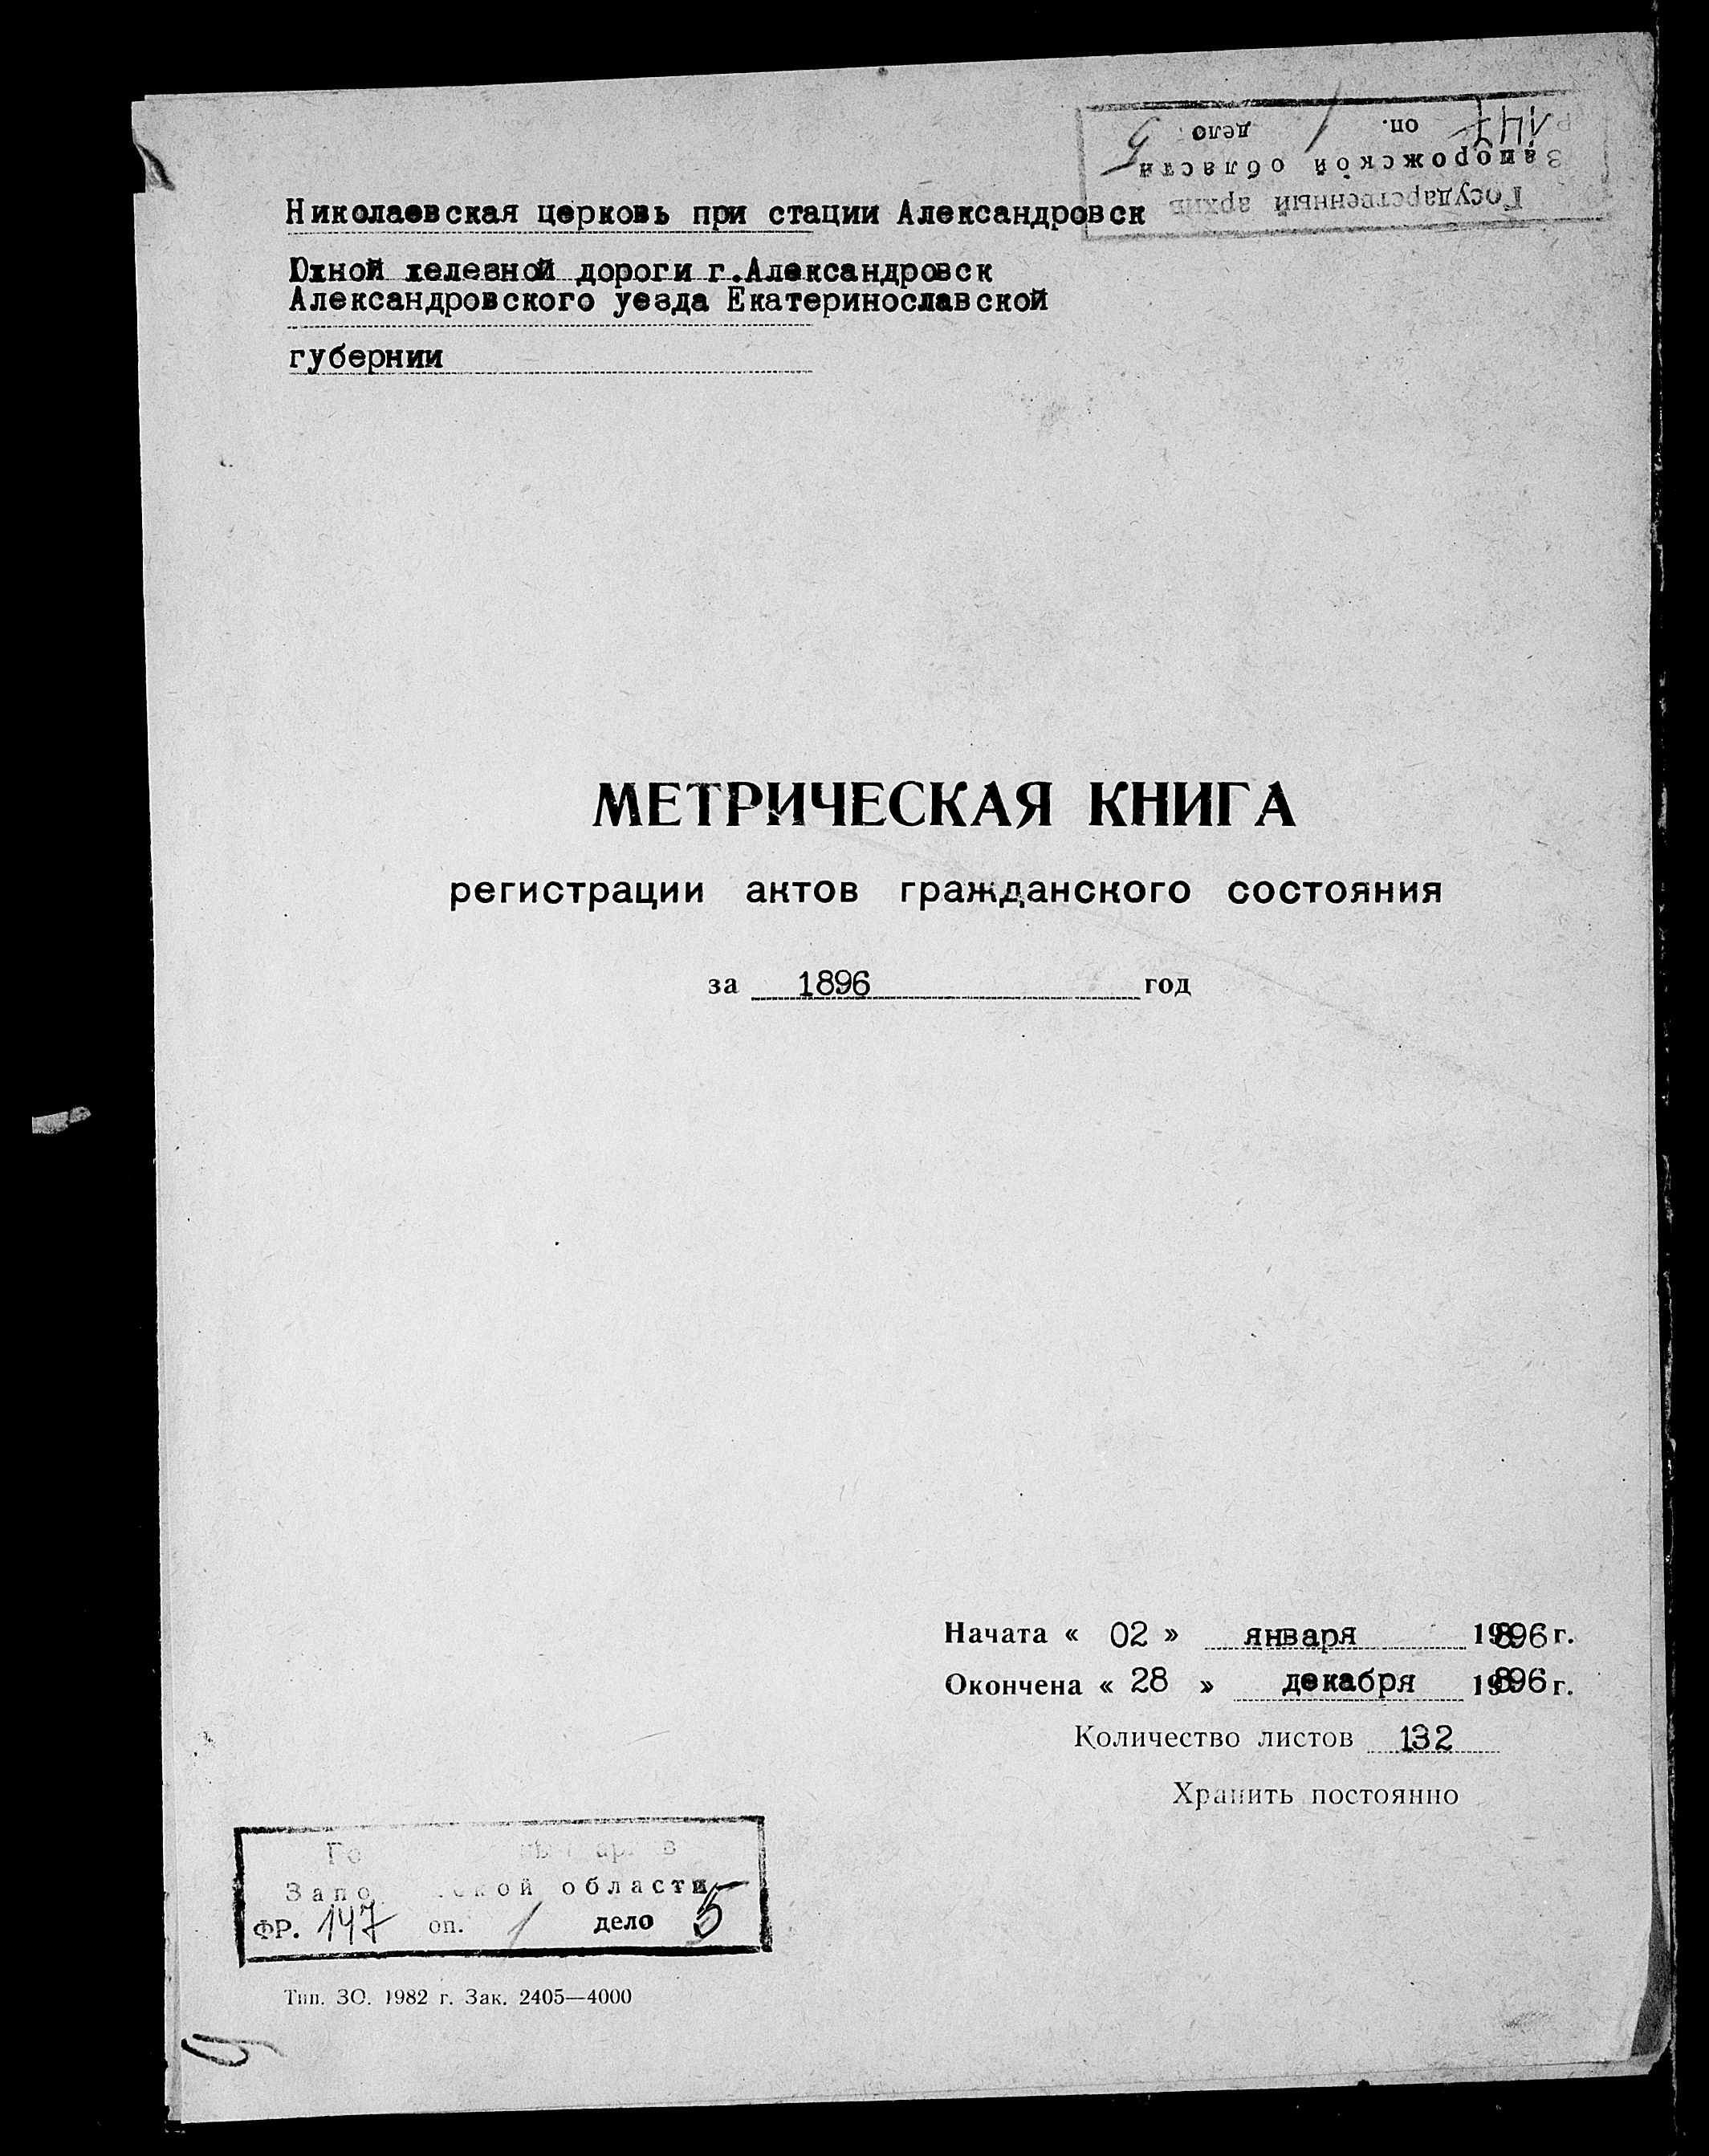 Государственный архив
Запорожской области
Р 147 оп. 1 дело 5
Николаевская церковь при стации Александровск
Южной железной дороги г.Александровск
Александровского уезда Екатеринославской
губернии
МЕТРИЧЕСКАЯ КНИГА
регистрации актов гражданского состояния
за 1896 год
Начата « 02 » января 1896 г.
Окончена « 28 » декабря 1896 г.
Количество листов 132
Хранить постоянно
области
ФР. 147 оп. 1 дело 5
Тип. ЗО. 1982 г. Зак. 2405—4000